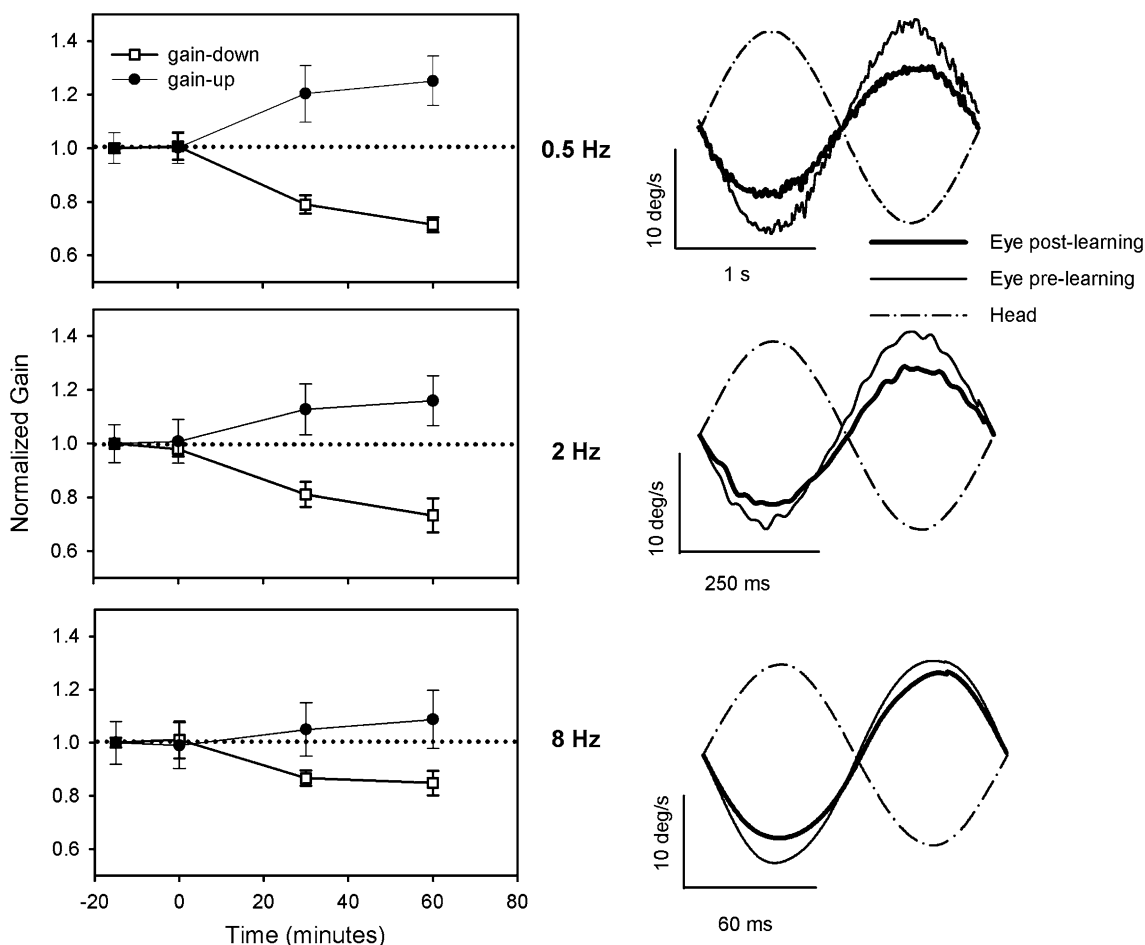 1.4
1.2
1.0
0.8
0.6
gain-down
gain-up
0.5 Hz
10 deg/s
1 s
Eye post-learning
Eye pre-learning
Head
Normalized Gain
1.4
1.2
1.0
0.8
0.6
2 Hz
10 deg/s
250 ms
1.4
1.2
1.0
0.8
0.6
-20 0 20 40 60 80
Time (minutes)
8 Hz
10 deg/s
60 ms